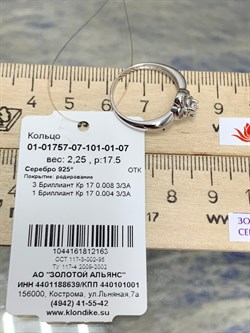 Кольцо
01-01757-07-101-01-07
вес: 2,25 , р:17.5
Серебро 925° ОТК
Покрытие: родирование
3 Бриллиант Кр 17 0.008 3/3А
1 Бриллиант Кр 17 0.004 3/3А
1044161812163
ОСТ 117-3-002-95
ТУ 117-4 2009-2002
АО "ЗОЛОТОЙ АЛЬЯНС"
ИНН 4401188639/КПП 440101001
156000, Кострома, ул.Льняная,7а
(4942) 41-55-42
www.klondike.su